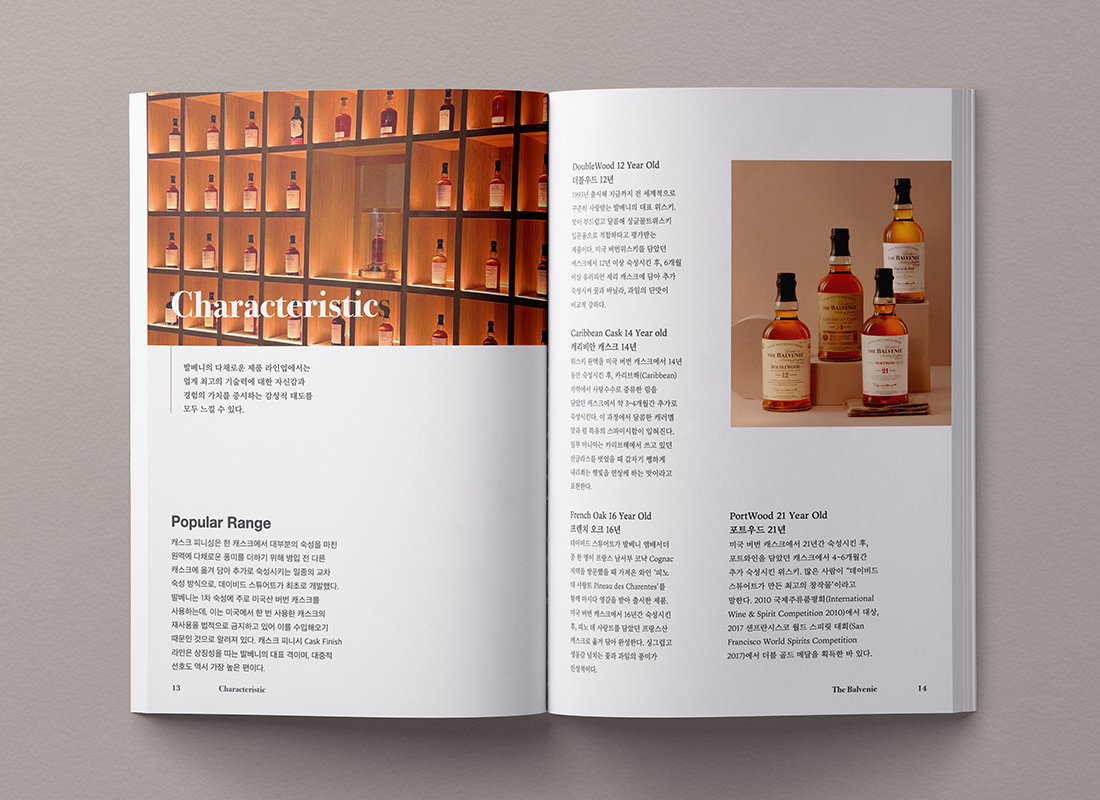 Characteristics
발베니의 다채로운 제품 라인업에서는
업계 최고의 기술력에 대한 자신감과
경험의 가치를 중시하는 감성적 태도를
모두 느낄 수 있다.
Popular Range
캐스크 피니싱은 한 캐스크에서 대부분의 숙성을 마친
원액에 다채로운 풍미를 더하기 위해 병입 전 다른
캐스크에 옮겨 담아 추가로 숙성시키는 일종의 교차
숙성 방식으로, 데이비드 스튜어트가 최초로 개발했다.
발베니는 1차 숙성에 주로 미국산 버번 캐스크를
사용하는데, 이는 미국에서 한 번 사용한 캐스크의
재사용을 법적으로 금지하고 있어 이를 수입해오기
때문인 것으로 알려져 있다. 캐스크 피니시 Cask Finish
라인은 상징성을 띠는 발베니의 대표 격이며, 대중적
선호도 역시 가장 높은 편이다.
13 Characteristic
DoubleWood 12 Year Old
더블우드 12년
1993년 출시해 지금까지 전 세계적으로
꾸준히 사랑받는 발베니의 대표 위스키.
맛이 부드럽고 달콤해 싱글몰트위스키
입문용으로 적합하다고 평가받는
제품이다. 미국 버번위스키를 담았던
캐스크에서 12년 이상 숙성시킨 후, 6개월
이상 유러피언 셰리 캐스크에 담아 추가
숙성시켜 꿀과 바닐라, 과일의 단맛이
비교적 강하다.
Caribbean Cask 14 Year old
캐리비안 캐스크 14년
위스키 원액을 미국 버번 캐스크에서 14년
동안 숙성시킨 후, 카리브해(Caribbean)
지역에서 사탕수수로 증류한 럼을
담았던 캐스크에서 약 3~4개월간 추가로
숙성시킨다. 이 과정에서 달콤한 캐러멜
맛과 럼 특유의 스파이시함이 입혀진다.
일부 마니아는 카리브해에서 쓰고 있던
선글라스를 벗었을 때 갑자기 쨍하게
내리쬐는 햇빛을 연상케 하는 맛이라고
표현한다.
French Oak 16 Year Old
프렌치 오크 16년
데이비드 스튜어트가 발베니 앰배서더
중 한 명이 프랑스 남서부 코냑 Cognac
지역을 방문했을 때 가져온 와인 '피노
데 샤랑트 Pineau des Charentes'를
함께 마시다 영감을 받아 출시한 제품.
미국 버번 캐스크에서 16년간 숙성시킨
후, 피노 데 샤랑트를 담았던 프랑스산
캐스크로 옮겨 담아 완성한다. 싱그럽고
생동감 넘치는 꽃과 과일의 풍미가
인상적이다.
THE BALVENIE
DOUBLEWOOD
12
THE BALVENIE
CARIBBEAN CASK
14
THE BALVENIE
PORTWOOD
21
THE BALVENIE
PortWood 21 Year Old
포트우드 21년
미국 버번 캐스크에서 21년간 숙성시킨 후,
포트와인을 담았던 캐스크에서 4~6개월간
추가 숙성시킨 위스키. 많은 사람이 "데이비드
스튜어트가 만든 최고의 창작물"이라고
말한다. 2010 국제주류품평회(International
Wine & Spirit Competition 2010)에서 대상,
2017 샌프란시스코 월드 스피릿 대회(San
Francisco World Spirits Competition
2017)에서 더블 골드 메달을 획득한 바 있다.
The Balvenie 14